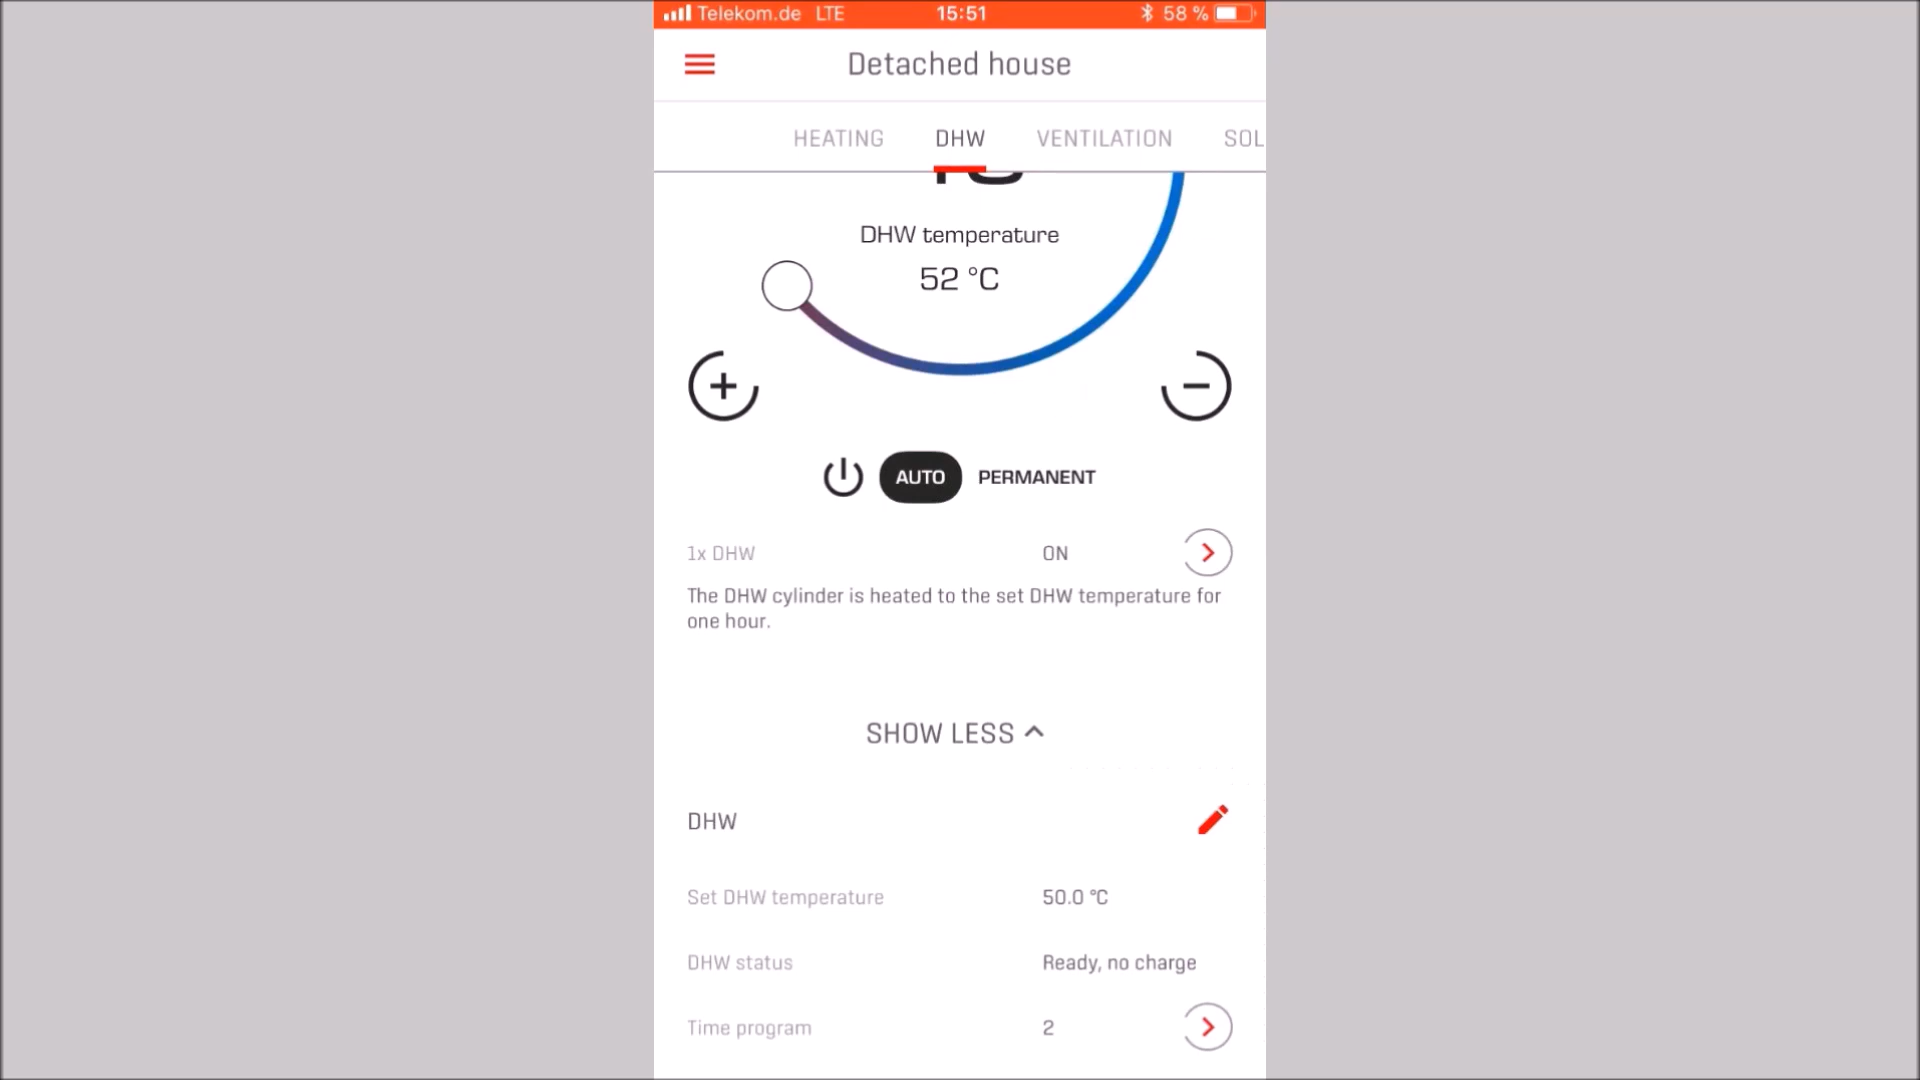 Telekom.de LTE 15:51 58 %
Detached house
HEATING DHW VENTILATION SOL
DHW temperature
52 °C
AUTO PERMANENT
1x DHW ON
The DHW cylinder is heated to the set DHW temperature for
one hour.
SHOW LESS
DHW
Set DHW temperature 50.0 °C
DHW status Ready, no charge
Time program 2